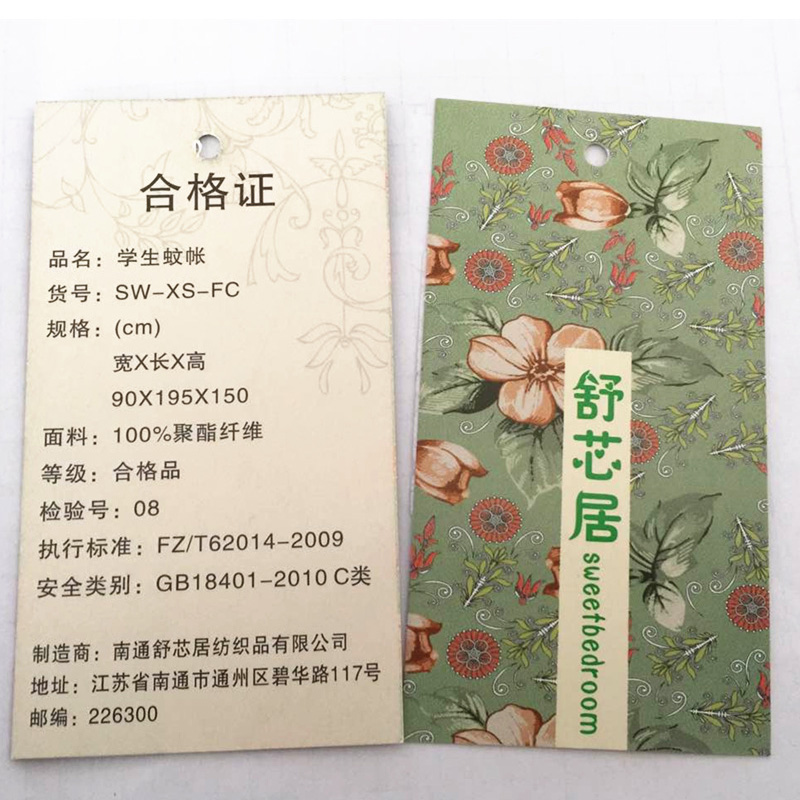 合格证
品名：学生蚊帐
货号：SW-XS-FC
规格：(cm)
宽X长X高
90X195X150
面料：100%聚酯纤维
等级：合格品
检验号：08
执行标准：FZ/T62014-2009
安全类别：GB18401-2010 C类
制造商：南通舒芯居纺织品有限公司
地址：江苏省南通市通州区碧华路117号
邮编：226300
舒芯居
sweetbedroom